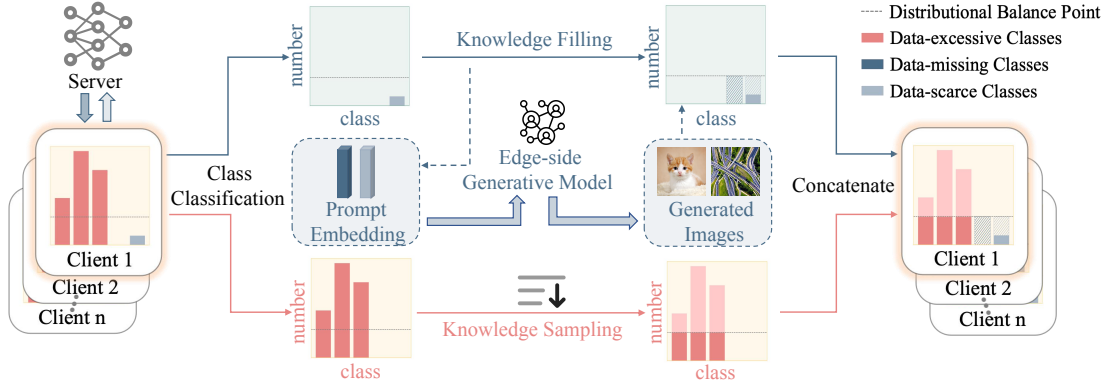 Server
Client 1
Client 2
Client n
Class
Classification
number
class
Knowledge Filling
number
class
Prompt
Embedding
Edge-side
Generative Model
Generated
Images
number
class
Knowledge Sampling
number
class
Distributional Balance Point
Data-excessive Classes
Data-missing Classes
Data-scarce Classes
Concatenate
Client 1
Client 2
Client n